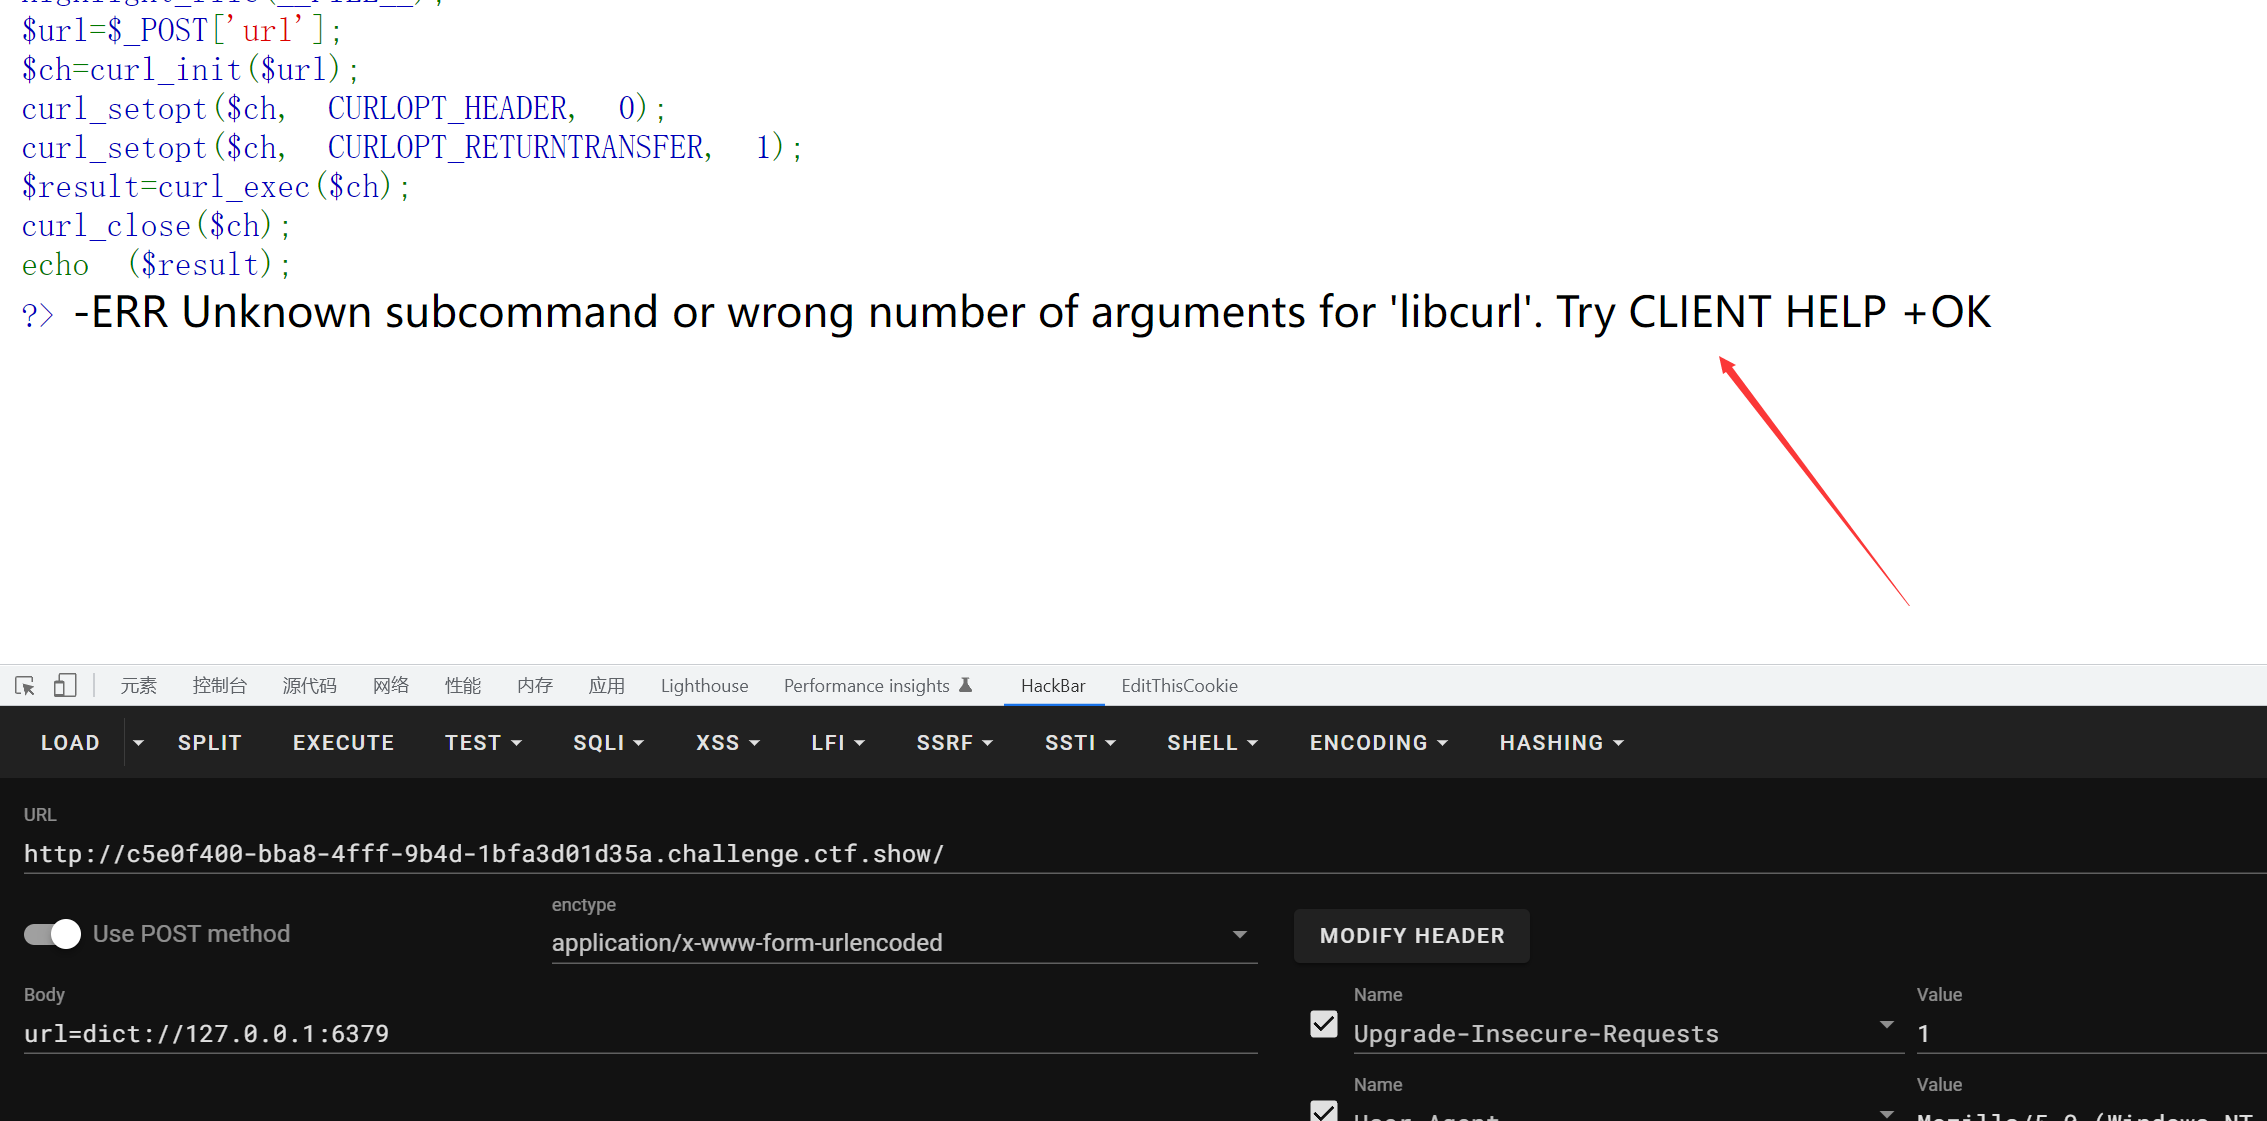 $url=$_POST['url'];
$ch=curl_init($url);
curl_setopt($ch, CURLOPT_HEADER, 0);
curl_setopt($ch, CURLOPT_RETURNTRANSFER, 1);
$result=curl_exec($ch);
curl_close($ch);
echo ($result);
?> -ERR Unknown subcommand or wrong number of arguments for 'libcurl'. Try CLIENT HELP +OK
元素 控制台 源代码 网络 性能 内存 应用 Lighthouse Performance insights HackBar EditThisCookie
LOAD SPLIT EXECUTE TEST SQLI XSS LFI SSRF SSTI SHELL ENCODING HASHING
URL
http://c5e0f400-bba8-4fff-9b4d-1bfa3d01d35a.challenge.ctf.show/
Use POST method
enctype
application/x-www-form-urlencoded
MODIFY HEADER
Body
url=dict://127.0.0.1:6379
Name Value
Upgrade-Insecure-Requests 1
Name Value